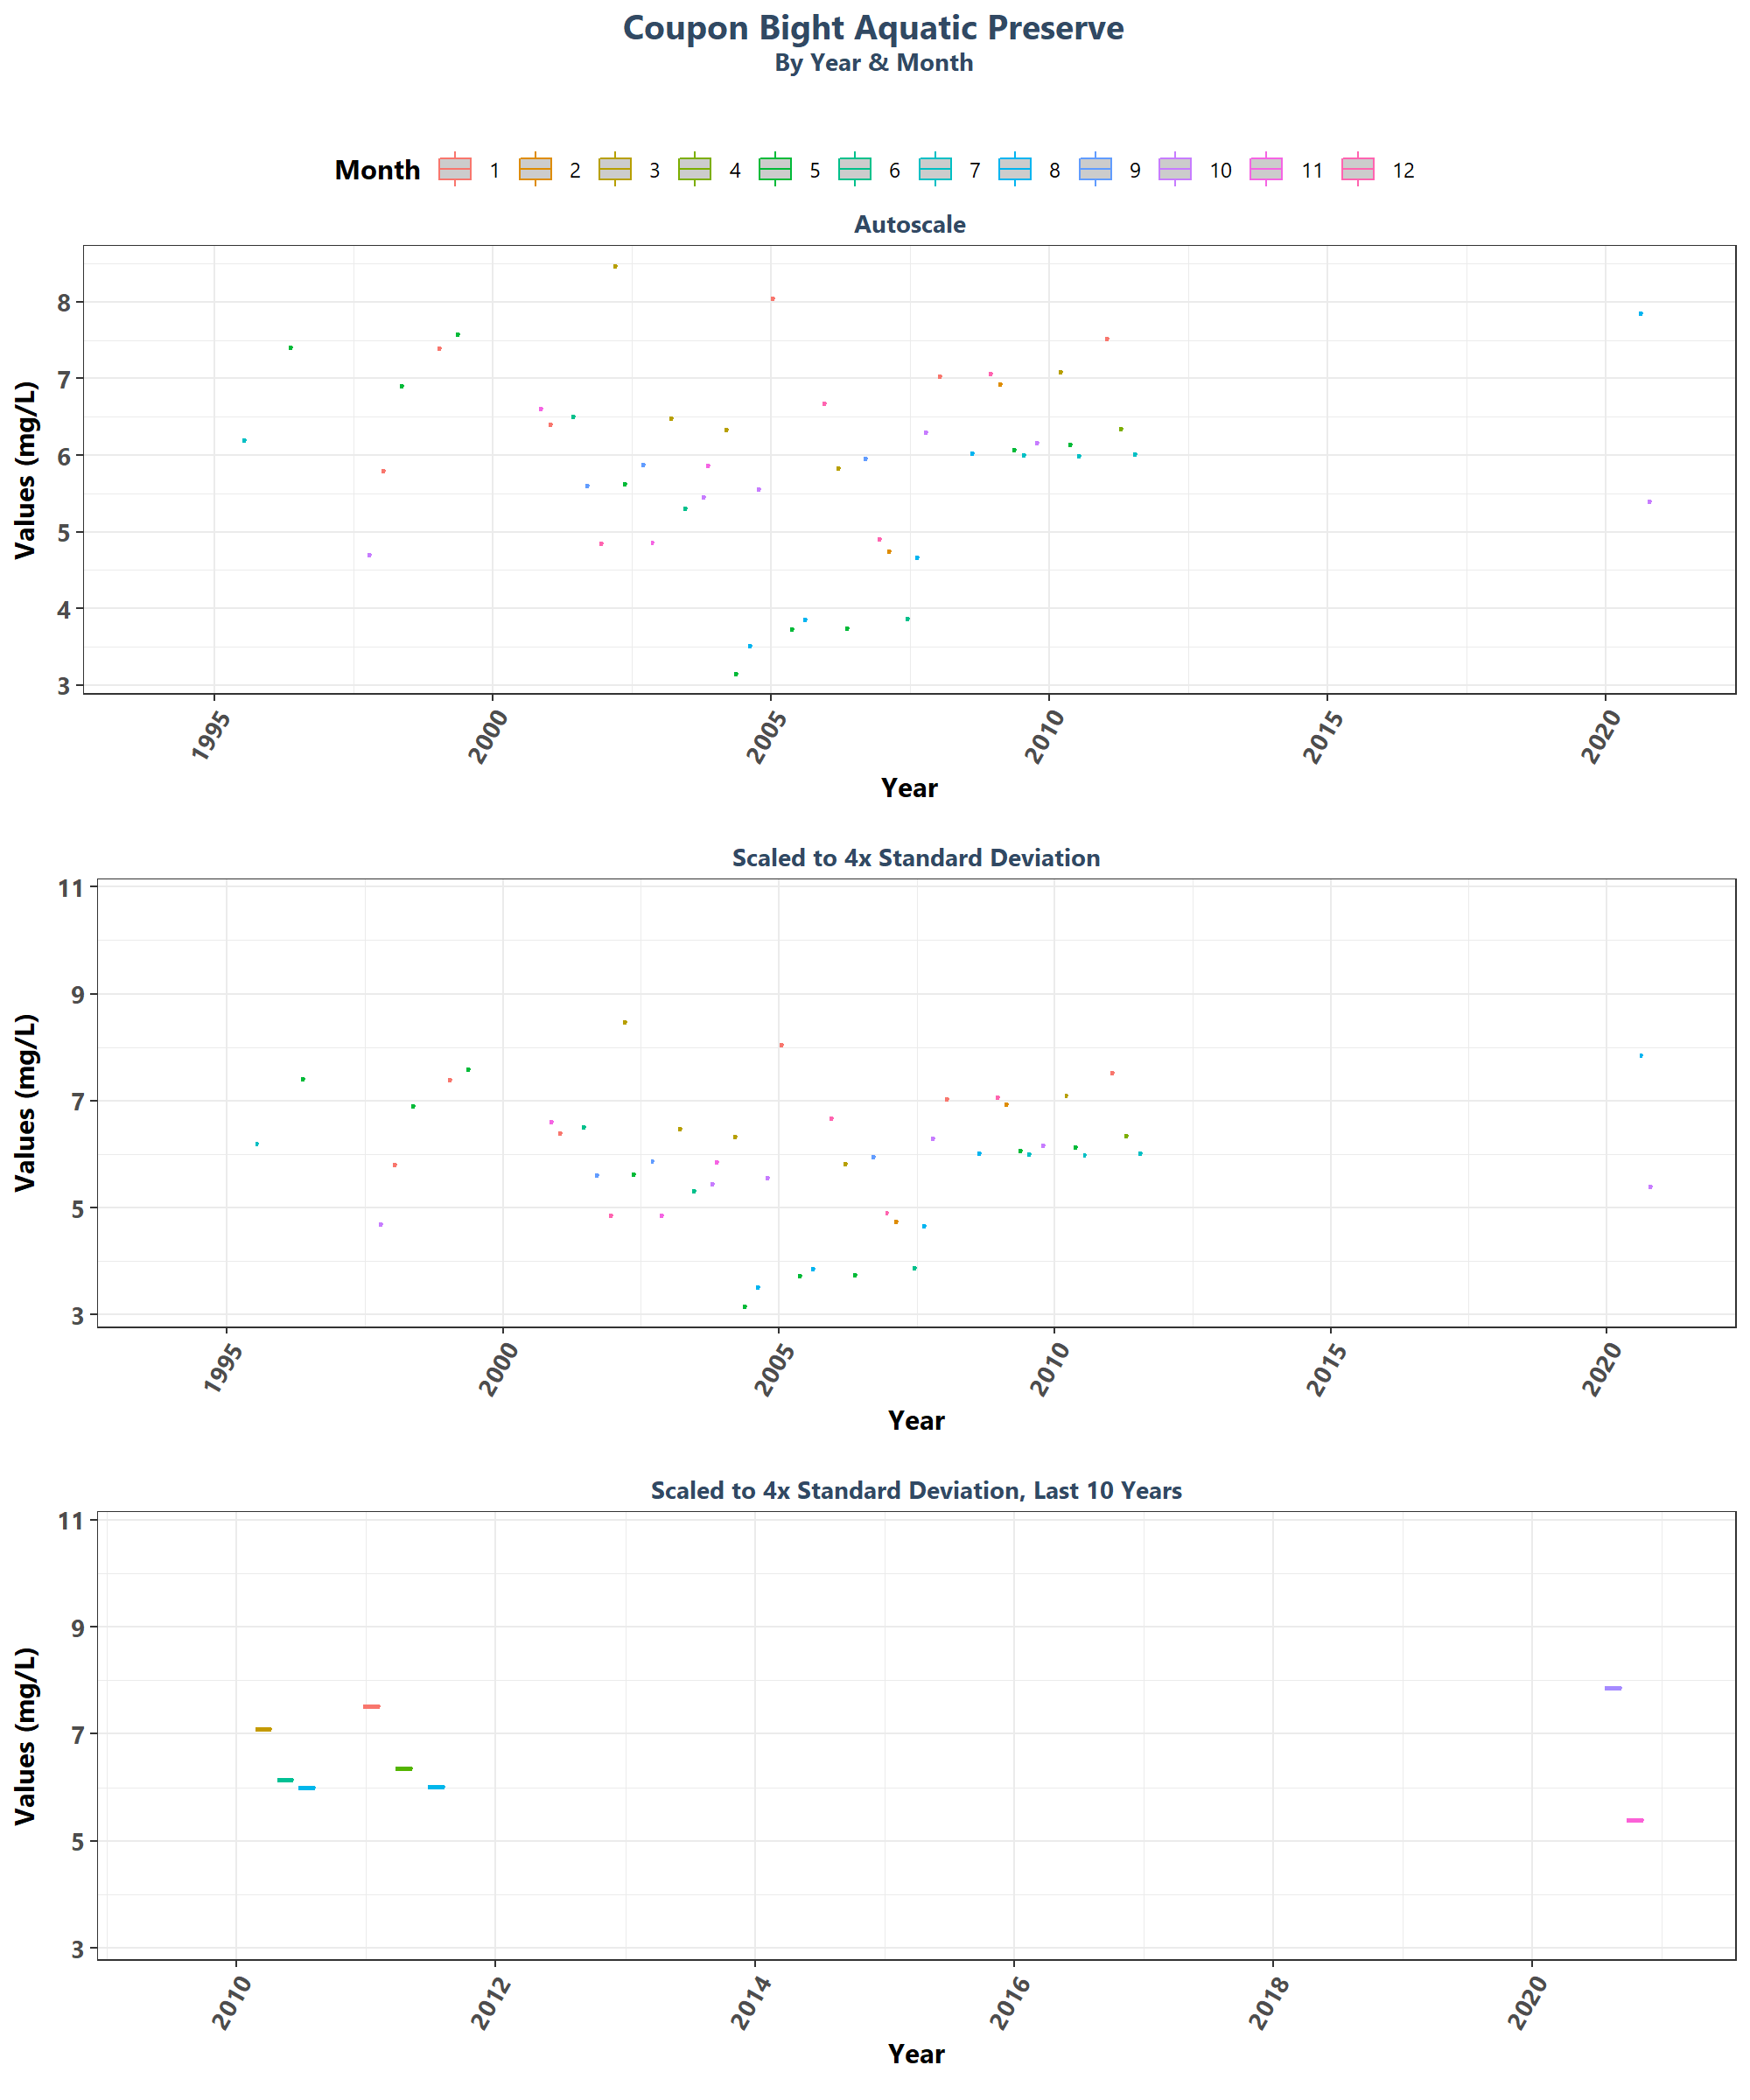 Coupon Bight Aquatic Preserve
By Year & Month
Month 1 2 3 4 5 6 7 8 9 10 11 12
Autoscale
Values (mg/L)
8
7
6
5
4
3
1995 2000 2005 2010 2015 2020
Year
Scaled to 4x Standard Deviation
Values (mg/L)
11
9
7
5
3
1995 2000 2005 2010 2015 2020
Year
Scaled to 4x Standard Deviation, Last 10 Years
Values (mg/L)
11
9
7
5
3
2010 2012 2014 2016 2018 2020
Year